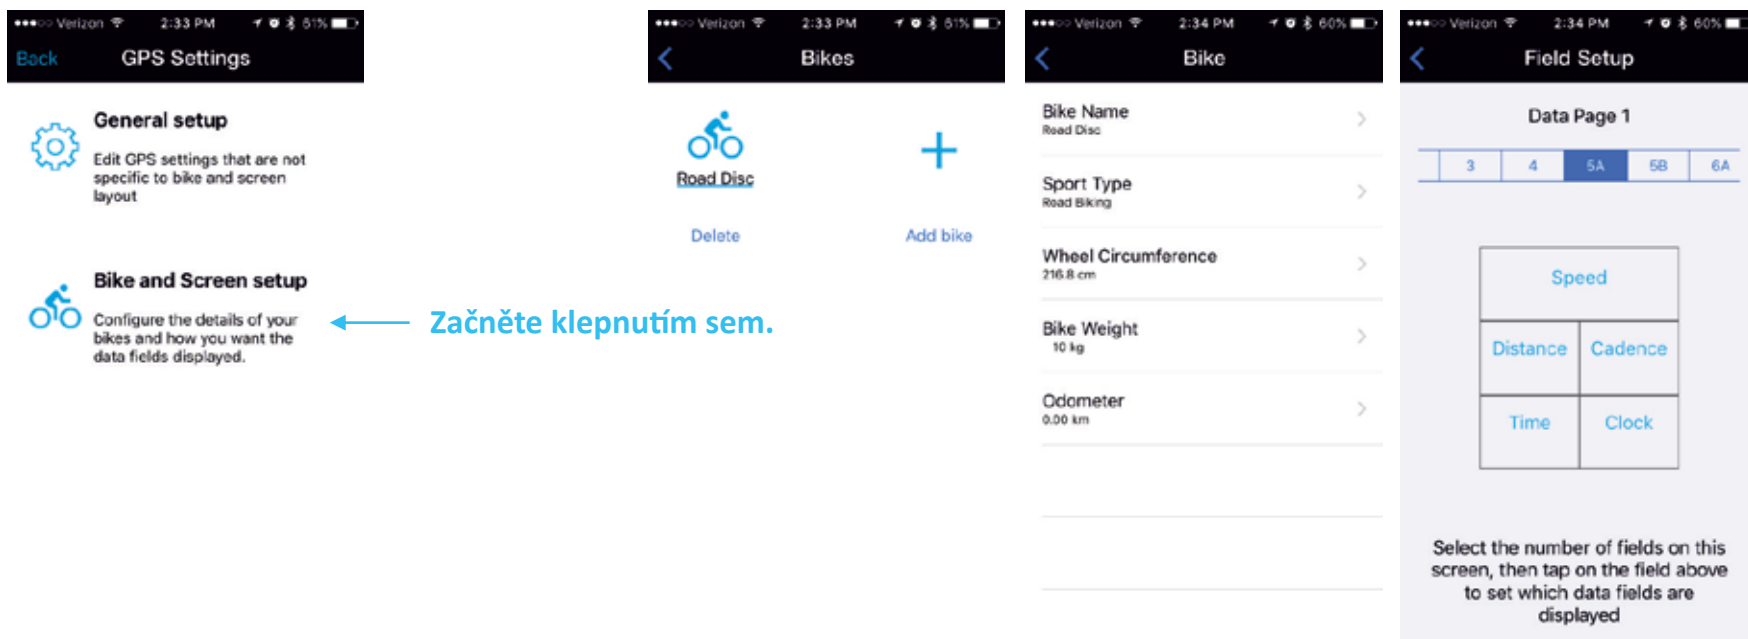 Verizon 2:33 PM 61%
Back GPS Settings
General setup
Edit GPS settings that are not
specific to bike and screen
layout
Bike and Screen setup
Configure the details of your
bikes and how you want the
data fields displayed.
Začněte klepnutím sem.
Verizon 2:33 PM 61%
Bikes
Road Disc
Delete
Add bike
Verizon 2:34 PM 60%
Bike
Bike Name
Road Disc
Sport Type
Road Biking
Wheel Circumference
216.8 cm
Bike Weight
10 kg
Odometer
0.00 km
Verizon 2:34 PM 60%
Field Setup
Data Page 1
3 4 5A 5B 6A
Speed
Distance Cadence
Time Clock
Select the number of fields on this
screen, then tap on the field above
to set which data fields are
displayed